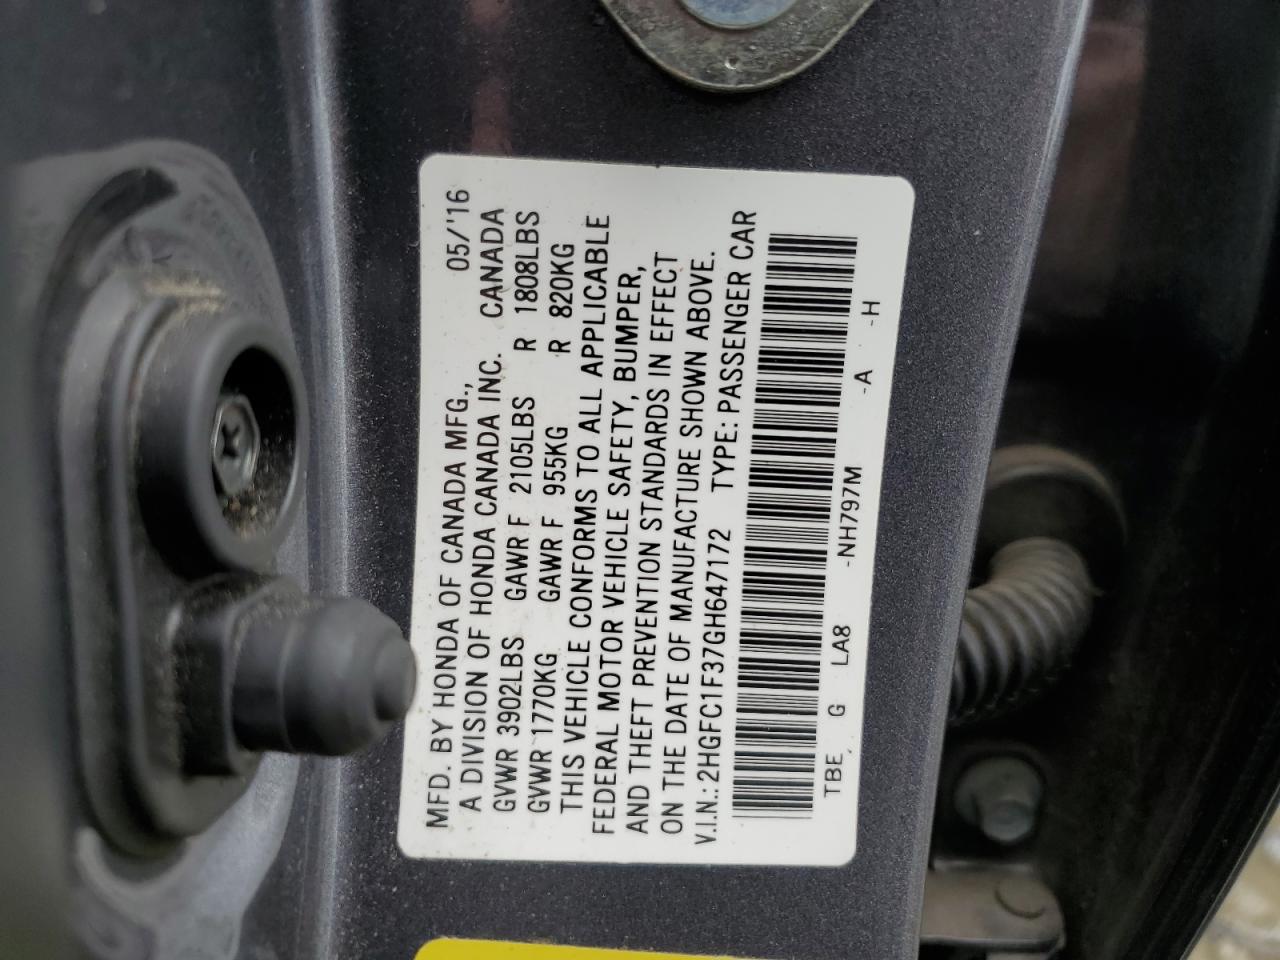 MFD. BY HONDA OF CANADA MFG., 05/'16
A DIVISION OF HONDA CANADA INC. CANADA
GVWR 3902LBS GAWR F 2105LBS R 1808LBS
GVWR 1770KG GAWR F 955KG R 820KG
THIS VEHICLE CONFORMS TO ALL APPLICABLE
FEDERAL MOTOR VEHICLE SAFETY, BUMPER,
AND THEFT PREVENTION STANDARDS IN EFFECT
ON THE DATE OF MANUFACTURE SHOWN ABOVE.
V.I.N.: 2HGFC1F37GH647172 TYPE: PASSENGER CAR
TBE G LA8 -NH797M -A -H